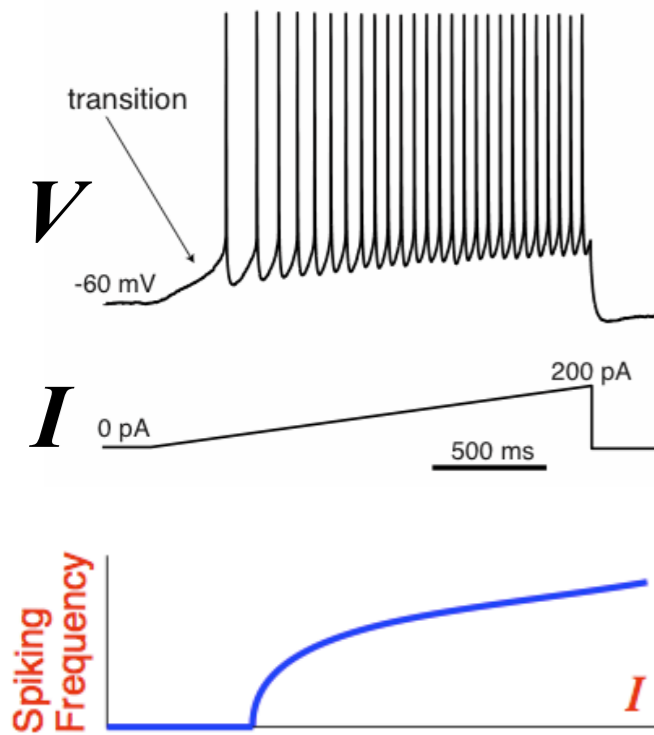 transition
V
-60 mV
200 pA
I
0 pA
500 ms
Spiking
Frequency
I